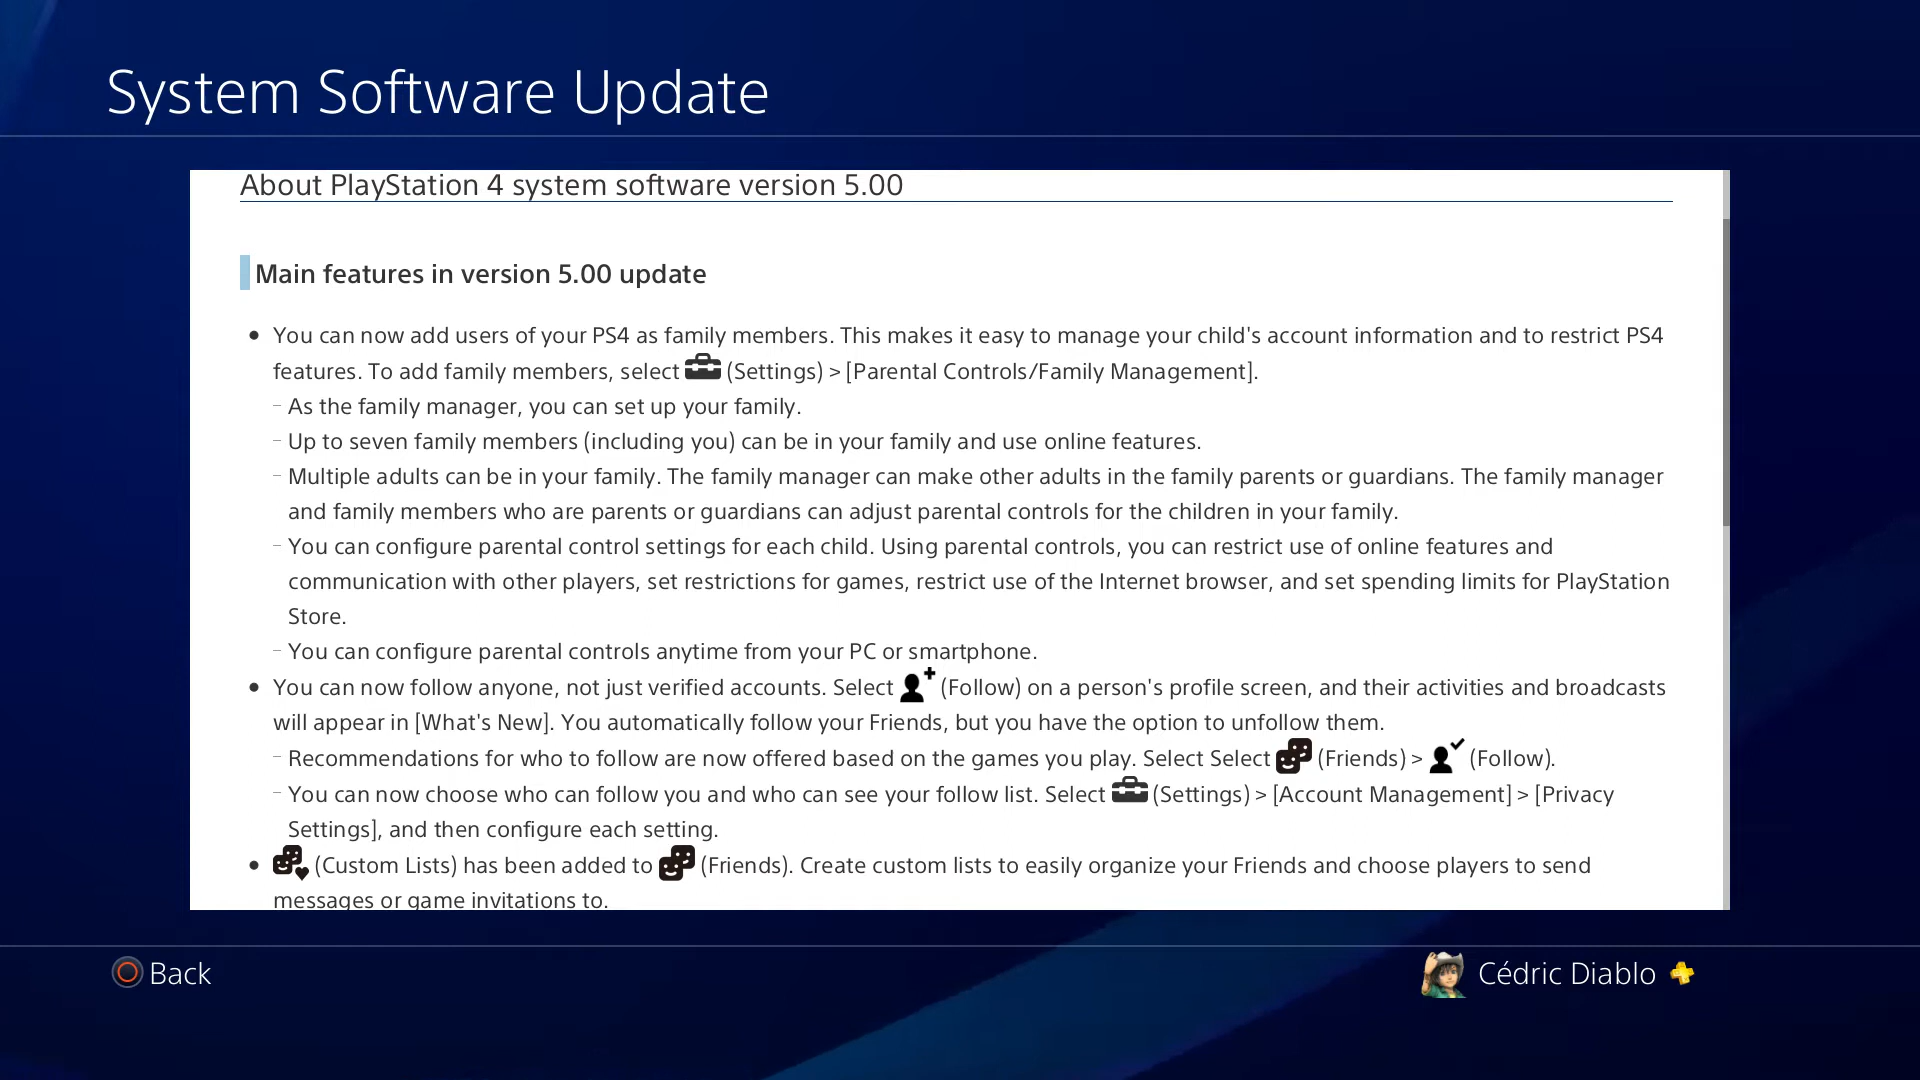 System Software Update
About PlayStation 4 system software version 5.00
Main features in version 5.00 update
You can now add users of your PS4 as family members. This makes it easy to manage your child's account information and to restrict PS4
features. To add family members, select (Settings) > [Parental Controls/Family Management].
– As the family manager, you can set up your family.
– Up to seven family members (including you) can be in your family and use online features.
– Multiple adults can be in your family. The family manager can make other adults in the family parents or guardians. The family manager
and family members who are parents or guardians can adjust parental controls for the children in your family.
– You can configure parental control settings for each child. Using parental controls, you can restrict use of online features and
communication with other players, set restrictions for games, restrict use of the Internet browser, and set spending limits for PlayStation
Store.
– You can configure parental controls anytime from your PC or smartphone.
You can now follow anyone, not just verified accounts. Select (Follow) on a person's profile screen, and their activities and broadcasts
will appear in [What's New]. You automatically follow your Friends, but you have the option to unfollow them.
– Recommendations for who to follow are now offered based on the games you play. Select Select (Friends) > (Follow).
– You can now choose who can follow you and who can see your follow list. Select (Settings) > [Account Management] > [Privacy
Settings], and then configure each setting.
(Custom Lists) has been added to (Friends). Create custom lists to easily organize your Friends and choose players to send
messages or game invitations to.
Back
Cédric Diablo